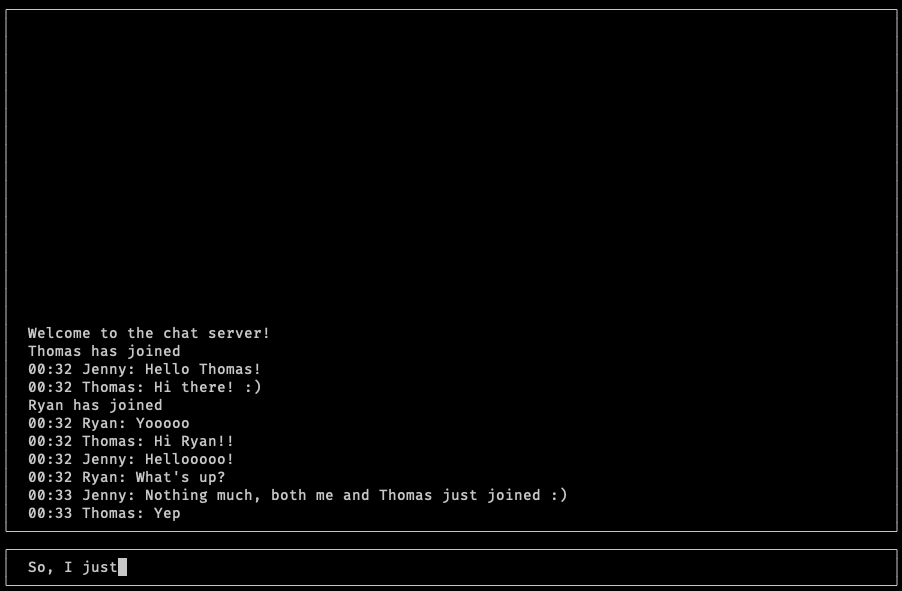 Welcome to the chat server!
Thomas has joined
00:32 Jenny: Hello Thomas!
00:32 Thomas: Hi there! :)
Ryan has joined
00:32 Ryan: Yooooo
00:32 Thomas: Hi Ryan!!
00:32 Jenny: Hellooooo!
00:32 Ryan: What's up?
00:33 Jenny: Nothing much, both me and Thomas just joined :)
00:33 Thomas: Yep
So, I just